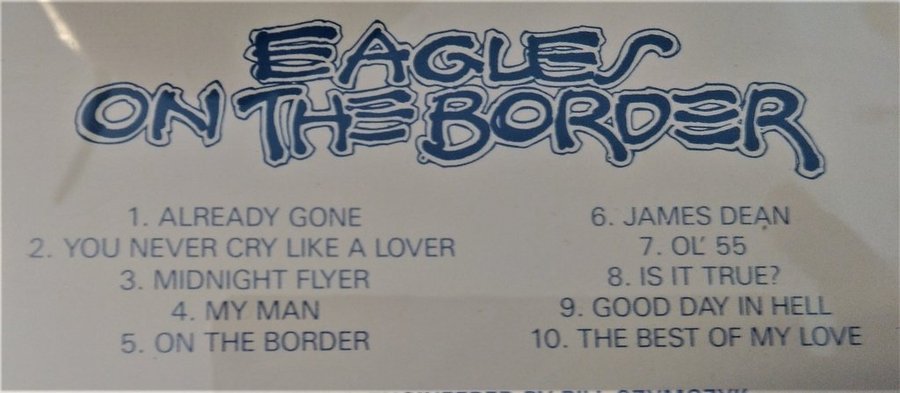 EAGLES
ON THE BORDER
1. ALREADY GONE
2. YOU NEVER CRY LIKE A LOVER
3. MIDNIGHT FLYER
4. MY MAN
5. ON THE BORDER
6. JAMES DEAN
7. OL' 55
8. IS IT TRUE?
9. GOOD DAY IN HELL
10. THE BEST OF MY LOVE